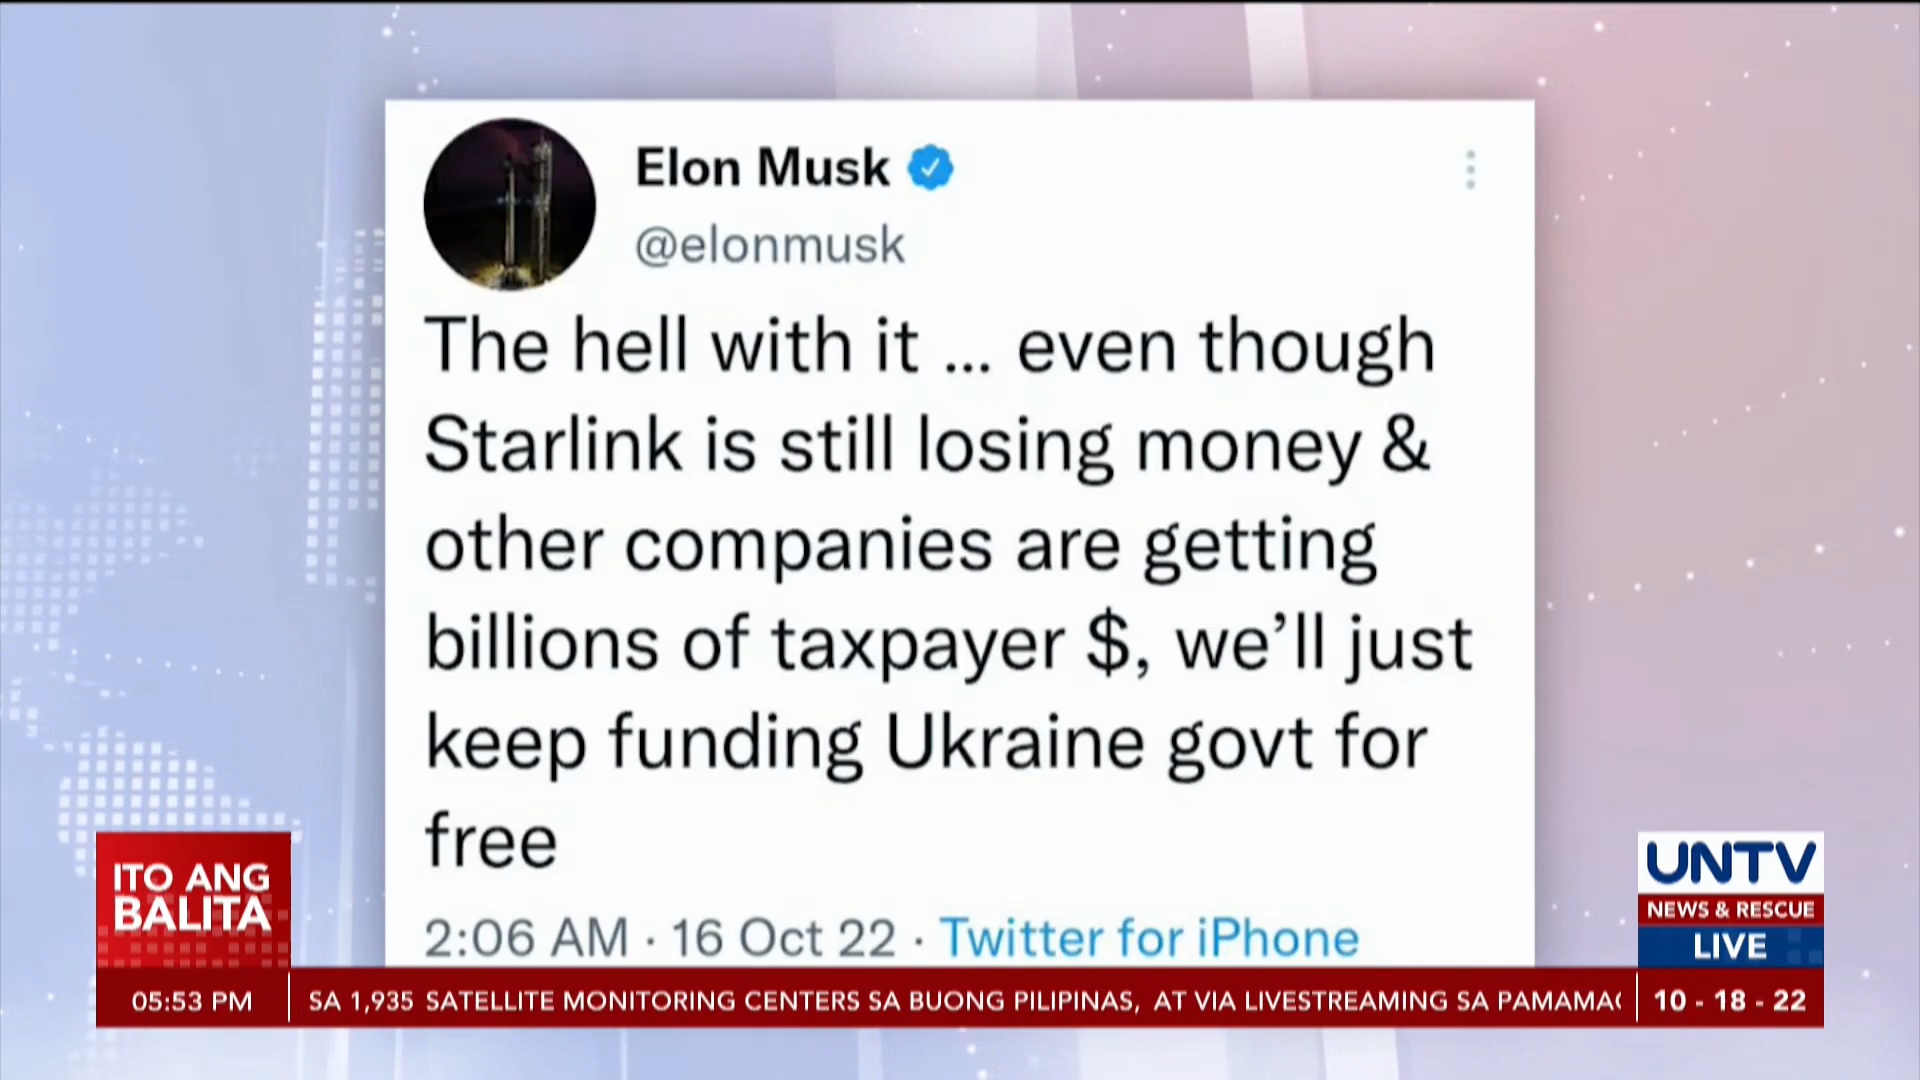 Elon Musk
@elonmusk
The hell with it ... even though
Starlink is still losing money &
other companies are getting
billions of taxpayer $, we’ll just
keep funding Ukraine govt for
free
2:06 AM · 16 Oct 22 · Twitter for iPhone
ITO ANG
BALITA
UNTV
NEWS & RESCUE
LIVE
05:53 PM
SA 1,935 SATELLITE MONITORING CENTERS SA BUONG PILIPINAS, AT VIA LIVESTREAMING SA
10 - 18 - 22